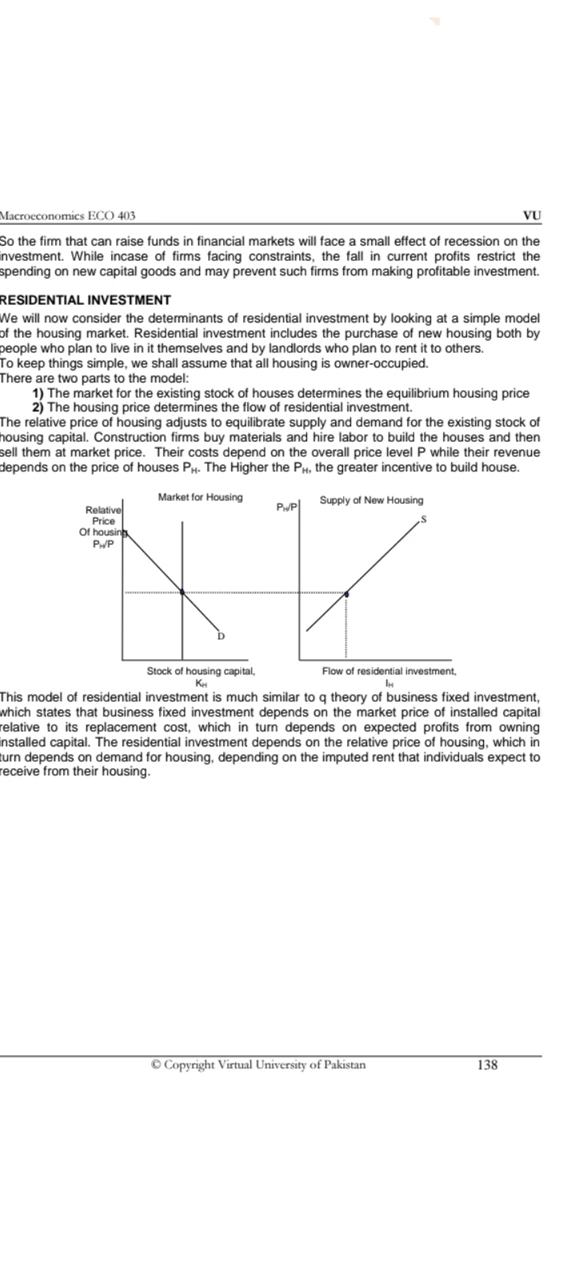 Macroeconomics ECO 403 VU
So the firm that can raise funds in financial markets will face a small effect of recession on the
investment. While incase of firms facing constraints, the fall in current profits restrict the
spending on new capital goods and may prevent such firms from making profitable investment.
RESIDENTIAL INVESTMENT
We will now consider the determinants of residential investment by looking at a simple model
of the housing market. Residential investment includes the purchase of new housing both by
people who plan to live in it themselves and by landlords who plan to rent it to others.
To keep things simple, we shall assume that all housing is owner-occupied.
There are two parts to the model:
1) The market for the existing stock of houses determines the equilibrium housing price
2) The housing price determines the flow of residential investment.
The relative price of housing adjusts to equilibrate supply and demand for the existing stock of
housing capital. Construction firms buy materials and hire labor to build the houses and then
sell them at market price. Their costs depend on the overall price level P while their revenue
depends on the price of houses PH. The Higher the PH, the greater incentive to build house.
Market for Housing
Relative
Price
Of housing
PH/P
D
Stock of housing capital,
KH
Supply of New Housing
PH/P
S
Flow of residential investment,
IH
This model of residential investment is much similar to q theory of business fixed investment,
which states that business fixed investment depends on the market price of installed capital
relative to its replacement cost, which in turn depends on expected profits from owning
installed capital. The residential investment depends on the relative price of housing, which in
turn depends on demand for housing, depending on the imputed rent that individuals expect to
receive from their housing.
© Copyright Virtual University of Pakistan 138